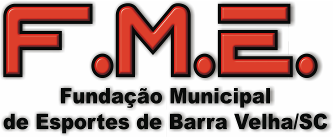 F.M.E.
Fundação Municipal
de Esportes de Barra Velha/SC